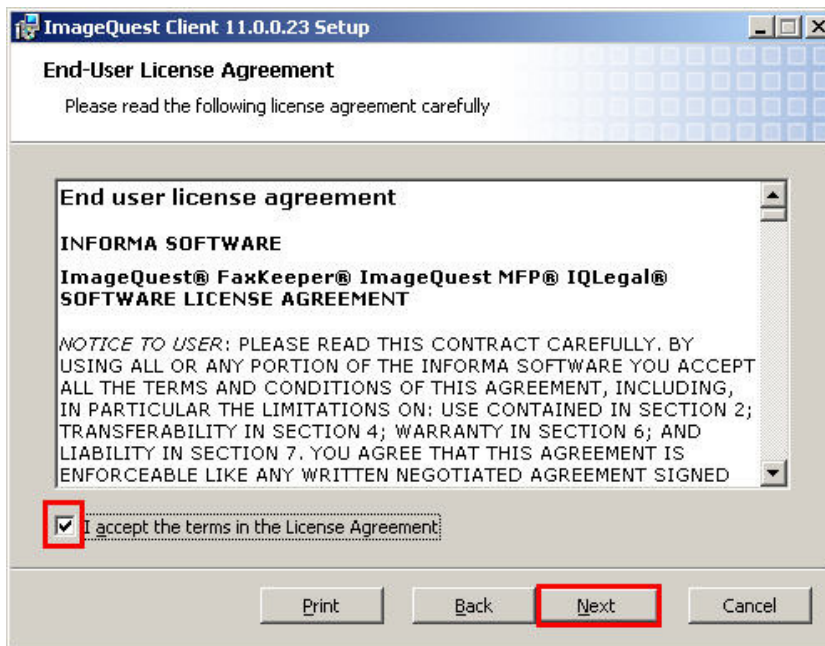 ImageQuest Client 11.0.0.23 Setup
End-User License Agreement
Please read the following license agreement carefully
End user license agreement
INFORMA SOFTWARE
ImageQuest® FaxKeeper® ImageQuest MFP® IQLegal®
SOFTWARE LICENSE AGREEMENT
NOTICE TO USER: PLEASE READ THIS CONTRACT CAREFULLY. BY
USING ALL OR ANY PORTION OF THE INFORMA SOFTWARE YOU ACCEPT
ALL THE TERMS AND CONDITIONS OF THIS AGREEMENT, INCLUDING,
IN PARTICULAR THE LIMITATIONS ON: USE CONTAINED IN SECTION 2;
TRANSFERABILITY IN SECTION 4; WARRANTY IN SECTION 6; AND
LIABILITY IN SECTION 7. YOU AGREE THAT THIS AGREEMENT IS
ENFORCEABLE LIKE ANY WRITTEN NEGOTIATED AGREEMENT SIGNED
I accept the terms in the License Agreement
Print Back Next Cancel